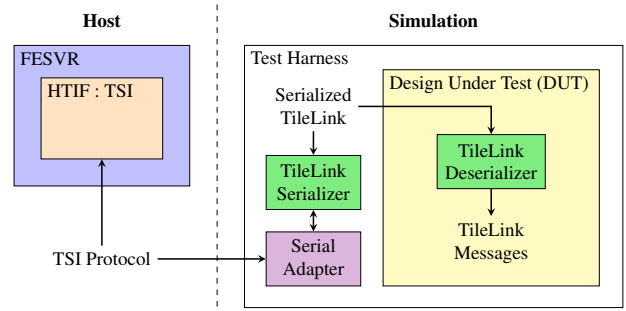 Host
Simulation
FESVR
HTIF : TSI
TSI Protocol
Test Harness
Serialized
TileLink
TileLink
Serializer
Serial
Adapter
Design Under Test (DUT)
TileLink
Deserializer
TileLink
Messages